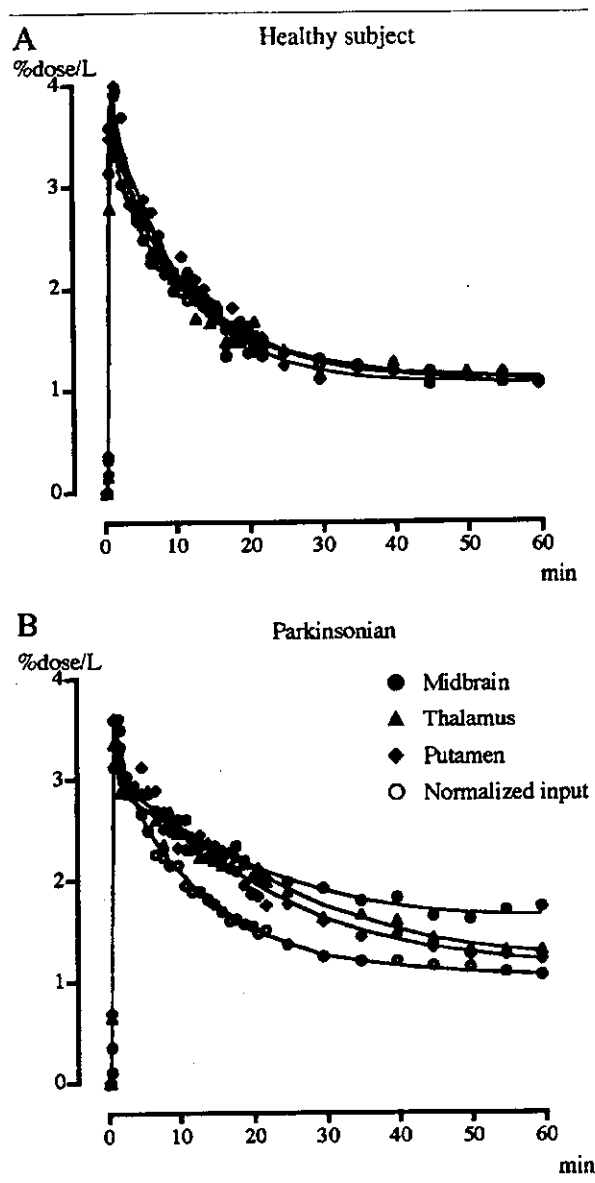 A
Healthy subject
%dose/L
4
3
2
1
0
0 10 20 30 40 50 60
min
B
Parkinsonian
%dose/L
4
3
2
1
0
Midbrain
Thalamus
Putamen
Normalized input
0 10 20 30 40 50 60
min